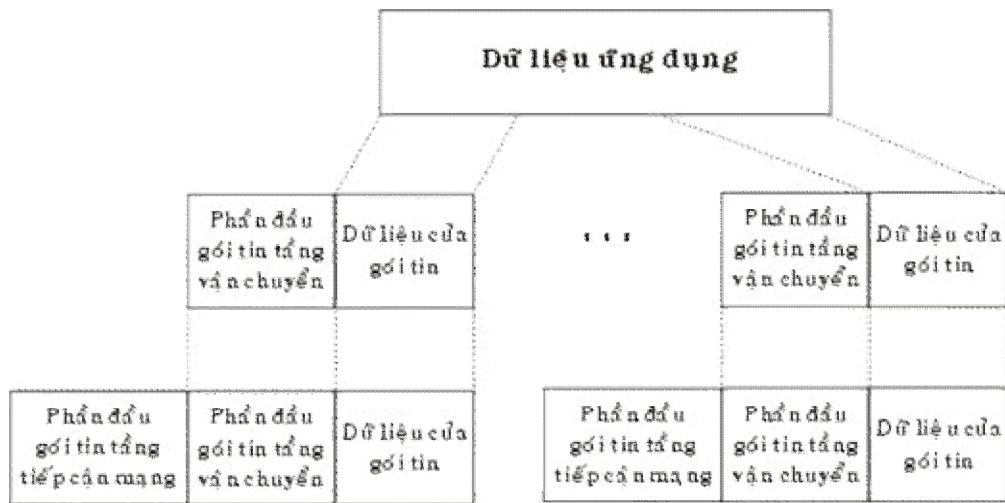 Dữ liệu ứng dụng
Phần đầu
gói tin tầng
vận chuyển
Dữ liệu của
gói tin
...
Phần đầu
gói tin tầng
vận chuyển
Dữ liệu của
gói tin
Phần đầu
gói tin tầng
tiếp cận mạng
Phần đầu
gói tin tầng
vận chuyển
Dữ liệu của
gói tin
Phần đầu
gói tin tầng
tiếp cận mạng
Phần đầu
gói tin tầng
vận chuyển
Dữ liệu của
gói tin